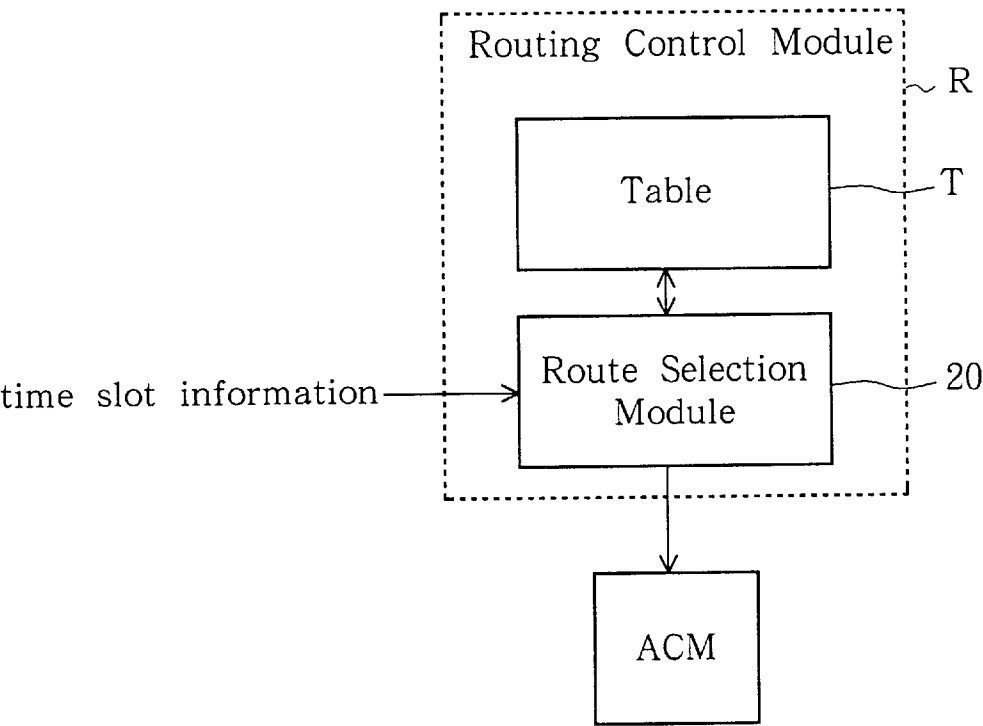 Routing Control Module
R
Table
T
time slot information
Route Selection
Module
20
ACM